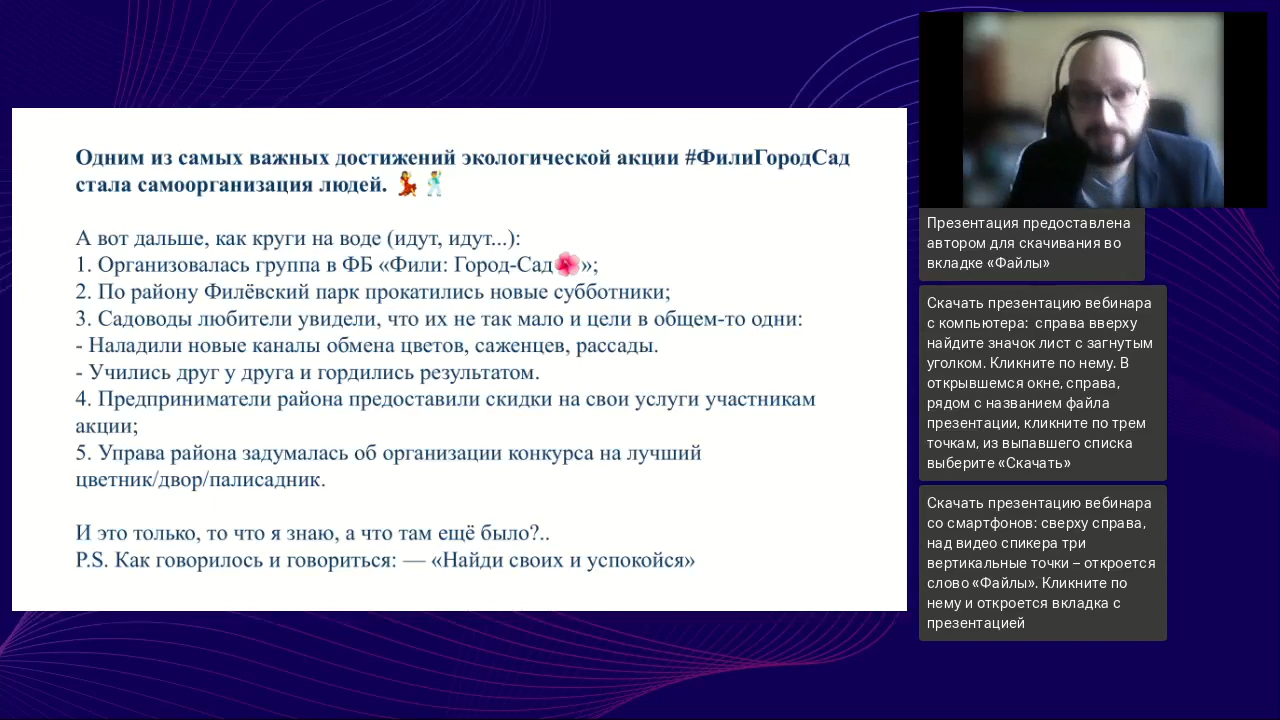 Одним из самых важных достижений экологической акции #ФилиГородСад
стала самоорганизация людей. 💃🕺
А вот дальше, как круги на воде (идут, идут...):
1. Организовалась группа в ФБ «Фили: Город-Сад🌺»;
2. По району Филёвский парк прокатились новые субботники;
3. Садоводы любители увидели, что их не так мало и цели в общем-то одни:
- Наладили новые каналы обмена цветов, саженцев, рассады.
- Учились друг у друга и гордились результатом.
4. Предприниматели района предоставили скидки на свои услуги участникам
акции;
5. Управа района задумалась об организации конкурса на лучший
цветник/двор/палисадник.
И это только, то что я знаю, а что там ещё было?..
P.S. Как говорилось и говориться: — «Найди своих и успокойся»
Презентация предоставлена
автором для скачивания во
вкладке «Файлы»
Скачать презентацию вебинара
с компьютера: справа вверху
найдите значок лист с загнутым
уголком. Кликните по нему. В
открывшемся окне, справа,
рядом с названием файла
презентации, кликните по трем
точкам, из выпавшего списка
выберите «Скачать»
Скачать презентацию вебинара
со смартфонов: сверху справа,
над видео спикера три
вертикальные точки – откроется
слово «Файлы». Кликните по
нему и откроется вкладка с
презентацией